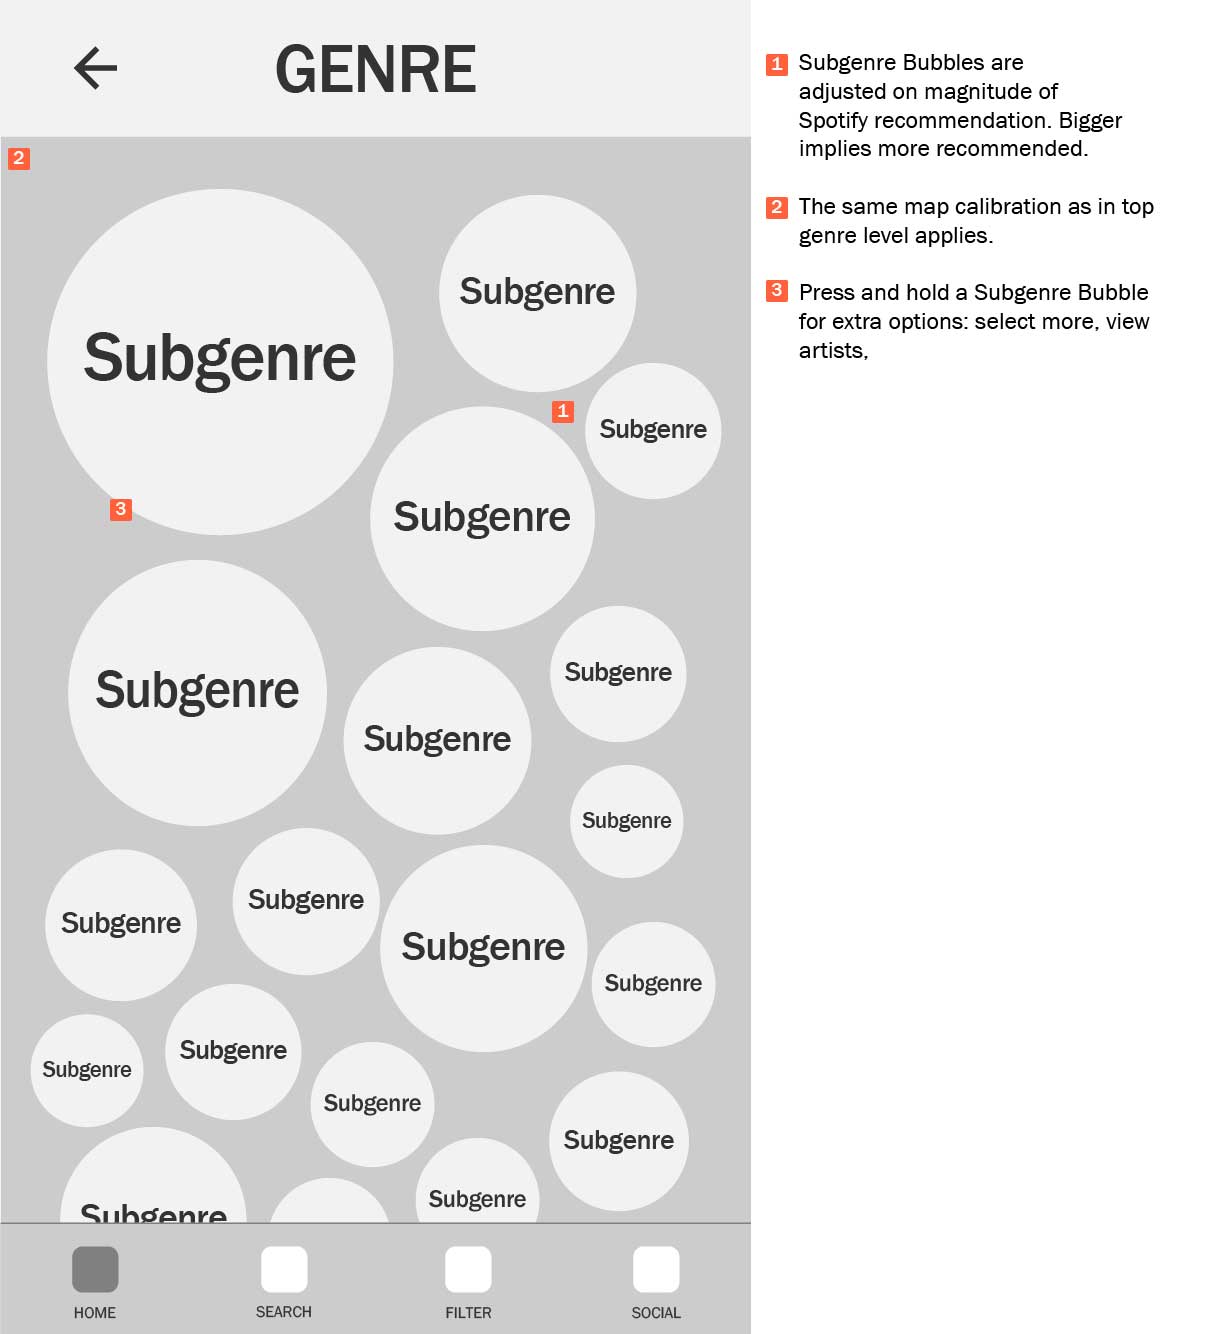 GENRE
2
Subgenre
Subgenre
Subgenre
1
Subgenre
3
Subgenre
Subgenre
Subgenre
Subgenre
Subgenre
Subgenre
Subgenre
Subgenre
Subgenre
Subgenre
Subgenre
Subgenre
Subgenre
Subgenre
HOME
SEARCH
FILTER
SOCIAL
1 Subgenre Bubbles are
adjusted on magnitude of
Spotify recommendation. Bigger
implies more recommended.
2 The same map calibration as in top
genre level applies.
3 Press and hold a Subgenre Bubble
for extra options: select more, view
artists,